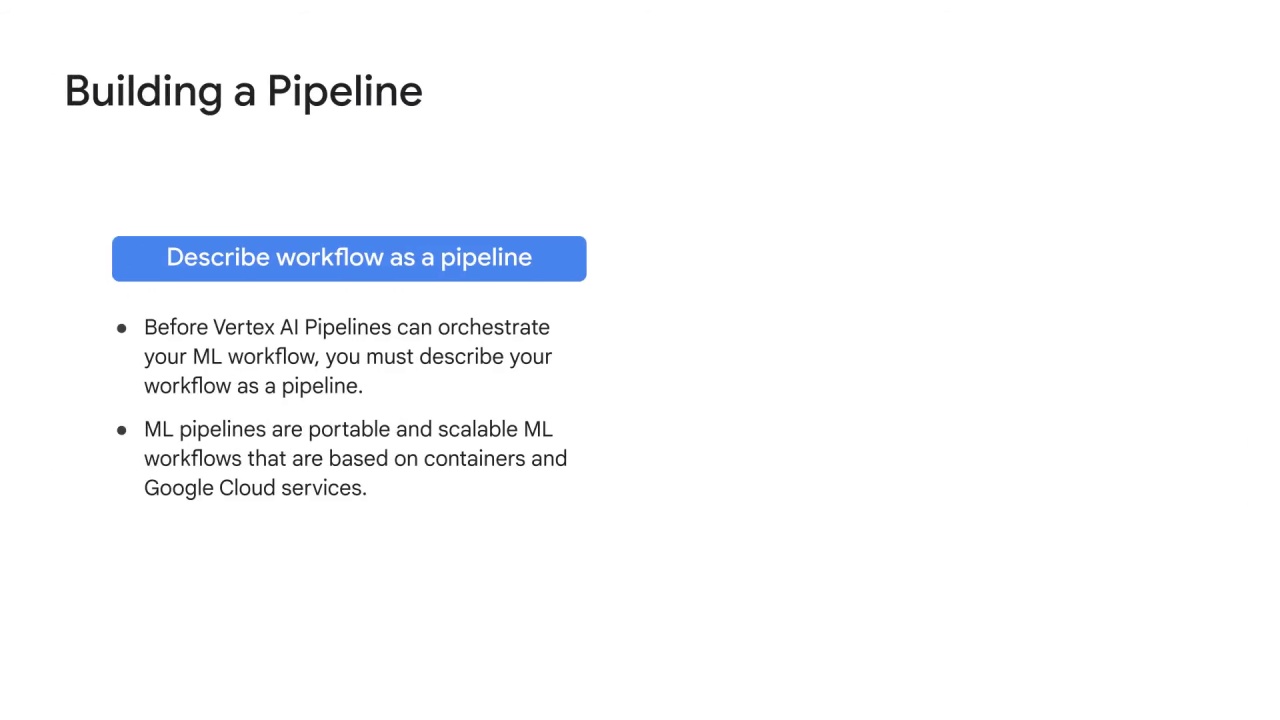 Building a Pipeline
Describe workflow as a pipeline
● Before Vertex AI Pipelines can orchestrate
your ML workflow, you must describe your
workflow as a pipeline.
● ML pipelines are portable and scalable ML
workflows that are based on containers and
Google Cloud services.